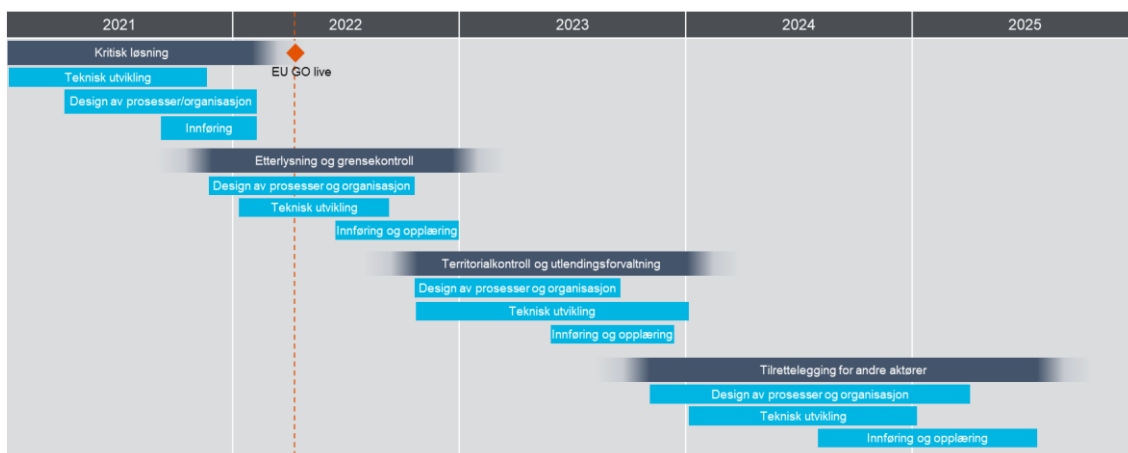 2021 2022 2023 2024 2025
Kritisk løsning
EU GO live
Teknisk utvikling
Design av prosesser/organisasjon
Innføring
Etterlysning og grensekontroll
Design av prosesser og organisasjon
Teknisk utvikling
Innføring og opplæring
Territorialkontroll og utlendingsforvaltning
Design av prosesser og organisasjon
Teknisk utvikling
Innføring og opplæring
Tilrettelegging for andre aktører
Design av prosesser og organisasjon
Teknisk utvikling
Innføring og opplæring